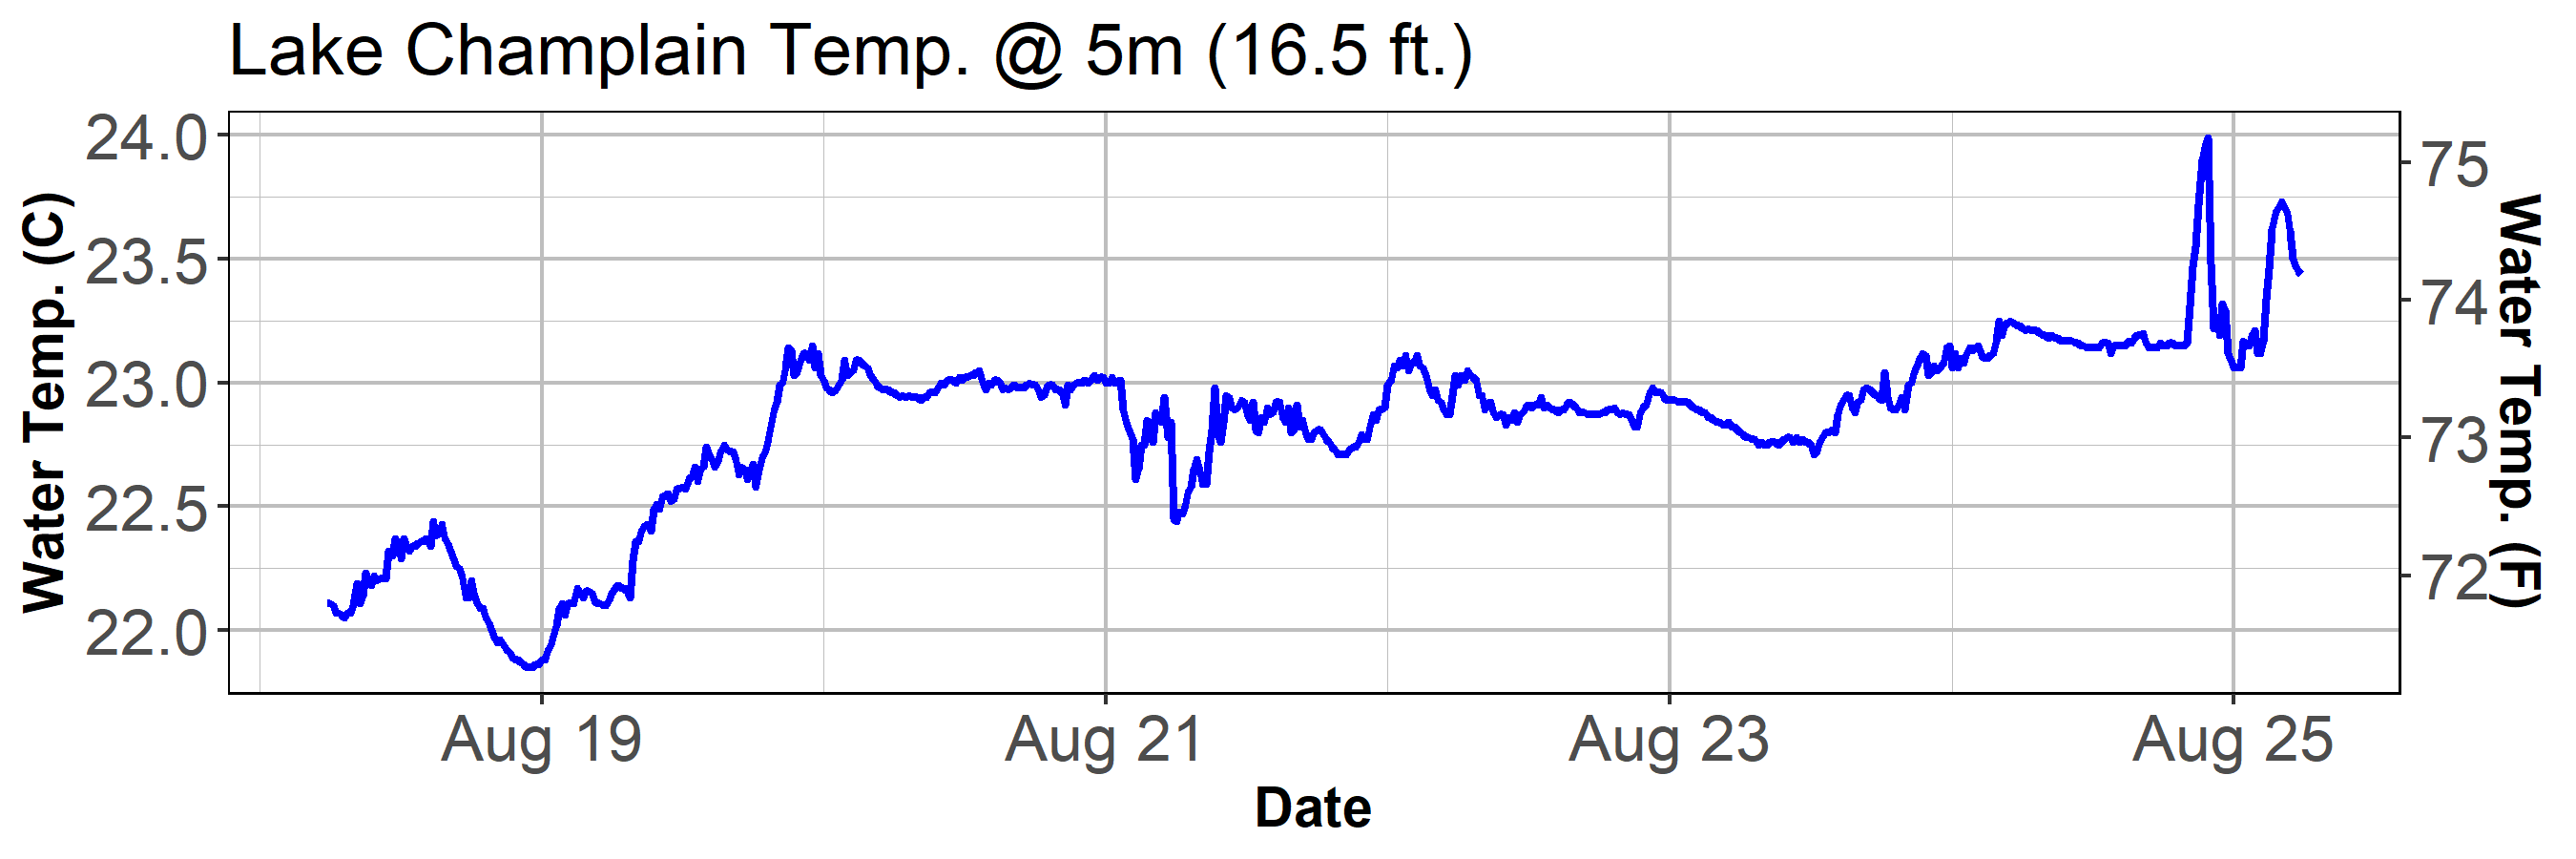 Lake Champlain Temp. @ 5m (16.5 ft.)
Water Temp. (C)
24.0
23.5
23.0
22.5
22.0
75
74
73
72
Water Temp. (F)
Aug 19
Aug 21
Aug 23
Aug 25
Date